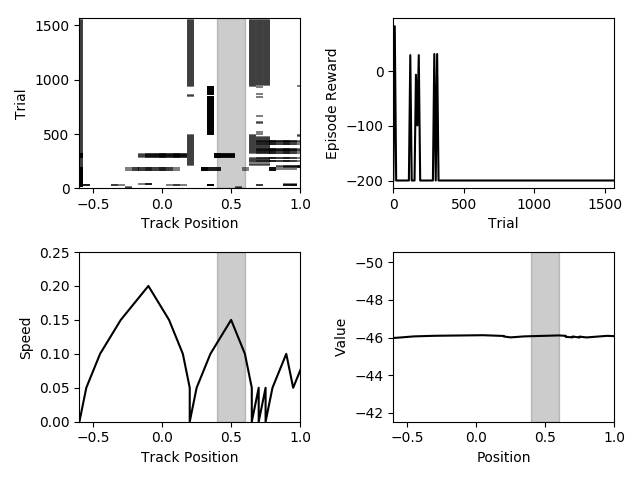 1500
1000
500
0
Trial
−0.5 0.0 0.5 1.0
Track Position
0
−100
−200
Episode Reward
0 500 1000 1500
Trial
0.25
0.20
0.15
0.10
0.05
0.00
Speed
−0.5 0.0 0.5 1.0
Track Position
−50
−48
−46
−44
−42
Value
−0.5 0.0 0.5 1.0
Position